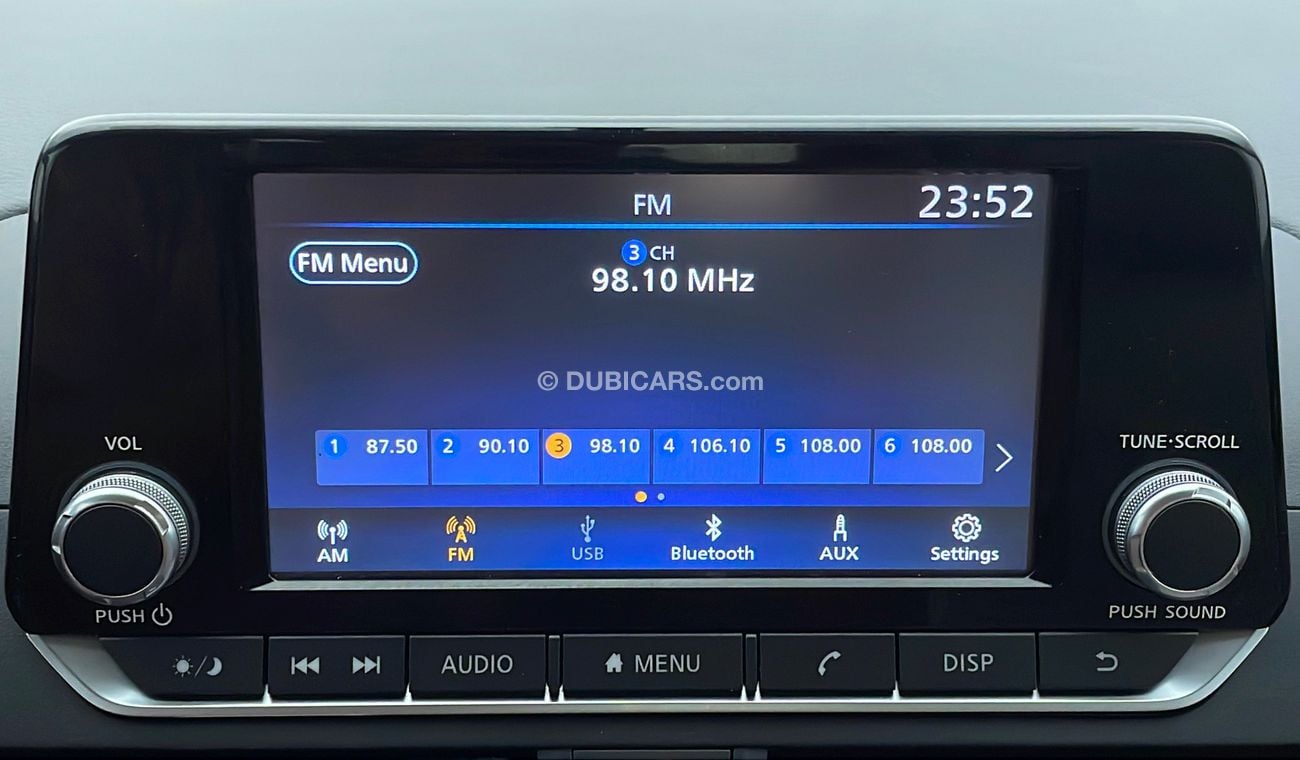 FM
23:52
FM Menu
3 CH
98.10 MHz
© DUBICARS.com
1 87.50 2 90.10 3 98.10 4 106.10 5 108.00 6 108.00
VOL
TUNE·SCROLL
AM FM USB Bluetooth AUX Settings
PUSH
PUSH SOUND
AUDIO MENU DISP